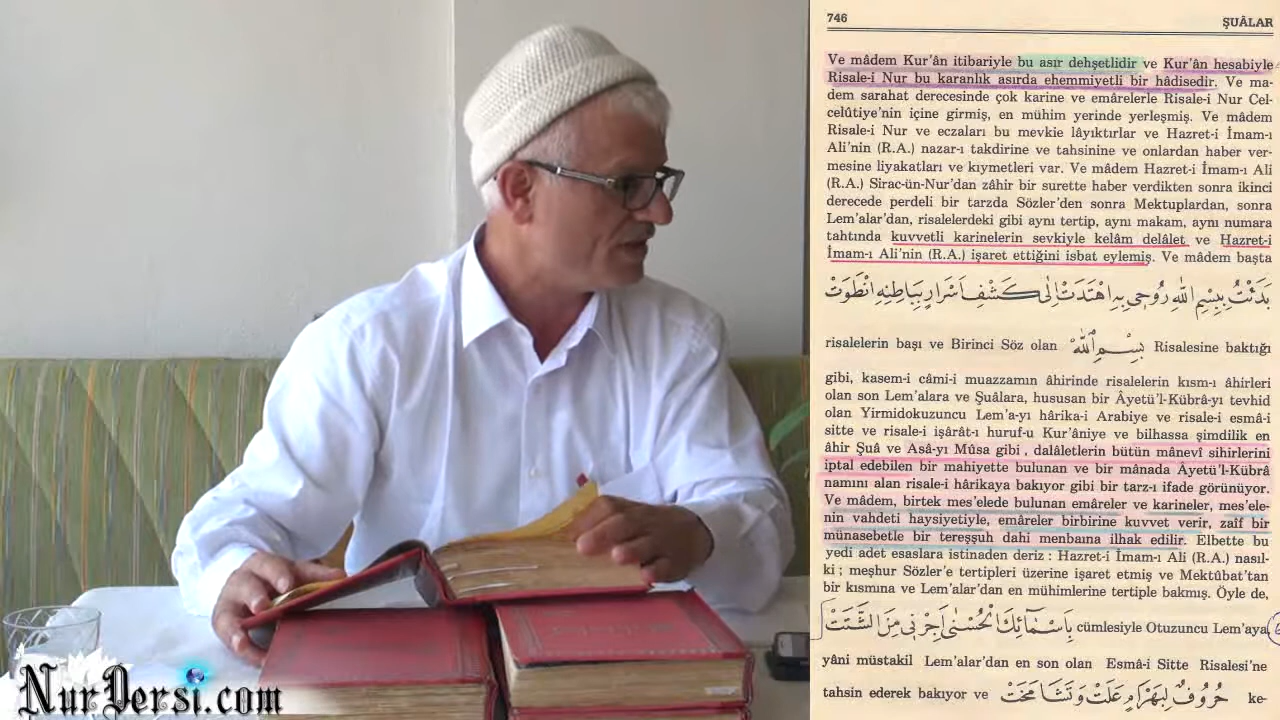 746 ŞUÂLAR
Ve mâdem Kur'ân itibariyle bu asır dehşetlidir ve Kur'ân hesabiyle
Risale-i Nur bu karanlık asırda ehemmiyetli bir hâdisedir. Ve ma-
dem sarahat derecesinde çok karine ve emârelerle Risale-i Nur Cel-
celûtiye'nin içine girmiş, en mühim yerinde yerleşmiş. Ve mâdem
Risale-i Nur ve eczaları bu mevkie lâyıktırlar ve Hazret-i İmam-ı
Ali'nin (R.A.) nazar-ı takdirine ve tahsinine ve onlardan haber ver-
mesine liyakatları ve kıymetleri var. Ve mâdem Hazret-i İmam-ı Ali
(R.A.) Sirac-ün-Nur'dan zâhir bir surette haber verdikten sonra ikinci
derecede perdeli bir tarzda Sözler'den sonra Mektuplardan, sonra
Lem'alar'dan, risalelerdeki gibi aynı tertip, aynı makam, aynı numara
tahtında kuvvetli karinelerin sevkiyle kelâm delâlet ve Hazret-i
İmam-ı Ali'nin (R.A.) işaret ettiğini isbat eylemiş. Ve mâdem başta
بَدَئْتُ بِبِسْمِ اللّٰهِ رُوحِى بِهِ اهْتَدَتْ اِلٰى كَشْفِ اَسْرَارٍ بِبَاطِنِهِ انْطَوَتْ
risalelerin başı ve Birinci Söz olan بِسْــمِ اللّٰهْ Risalesine baktığı
gibi, kasem-i câmi-i muazzamın âhirinde risalelerin kısm-ı âhirleri
olan son Lem'alara ve Şuâlara, hususan bir Âyetü'l-Kübrâ-yı tevhid
olan Yirmidokuzuncu Lem'a-yı hârika-i Arabiye ve risale-i esmâ-i
sitte ve risale-i işârât-ı huruf-u Kur'âniye ve bilhassa şimdilik en
âhir Şuâ ve Asâ-yı Mûsa gibi , dalâletlerin bütün mânevî sihirlerini
iptal edebilen bir mahiyette bulunan ve bir mânada Âyetü'l-Kübrâ
namını alan risale-i hârikaya bakıyor gibi bir tarz-ı ifade görünüyor.
Ve mâdem, birtek mes'elede bulunan emâreler ve karineler, mes'ele-
nin vahdeti haysiyetiyle, emâreler birbirine kuvvet verir, zaîf bir
münasebetle bir tereşşuh dahi menbaına ilhak edilir. Elbette bu
yedi adet esaslara istinaden deriz : Hazret-i İmam-ı Ali (R.A.) nasıl-
ki ; meşhur Sözler'e tertipleri üzerine işaret etmiş ve Mektûbat'tan
bir kısmına ve Lem'alar'dan en mühimlerine tertiple bakmış. Öyle de,
بِاَسْــمَآئِكَ الْحُسْنٰى اَجِرْنِى مِنَ الشَّتَتْ cümlesiyle Otuzuncu Lem'aya,
yâni müstakil Lem'alar'dan en son olan Esmâ-i Sitte Risalesi'ne
tahsin ederek bakıyor ve حُرُوفٌ لِبَهْرَامٍ عَلَتْ وَتَشَامَخَتْ ke-
NurDersi.com